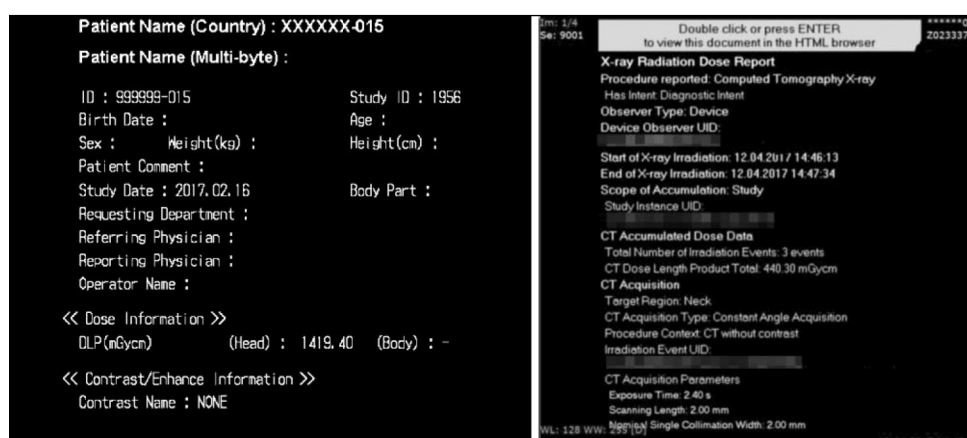 Patient Name (Country) : XXXXXX-015
Patient Name (Multi-byte) :
ID : 999999-015 Study ID : 1956
Birth Date : Age :
Sex : Weight(kg) : Height(cm) :
Patient Comment :
Study Date : 2017.02.16 Body Part :
Requesting Department :
Referring Physician :
Reporting Physician :
Operator Name :
<< Dose Information >>
DLP(mGycm) (Head) : 1419.40 (Body) : -
<< Contrast/Enhance Information >>
Contrast Name : NONE
Im: 1/4
Se: 9001
Double click or press ENTER
to view this document in the HTML browser
******0
Z023337
X-ray Radiation Dose Report
Procedure reported: Computed Tomography X-ray
Has Intent: Diagnostic Intent
Observer Type: Device
Device Observer UID:
Start of X-ray Irradiation: 12.04.2017 14:46:13
End of X-ray Irradiation: 12.04.2017 14:47:34
Scope of Accumulation: Study
Study Instance UID:
CT Accumulated Dose Data
Total Number of Irradiation Events: 3 events
CT Dose Length Product Total: 440.30 mGycm
CT Acquisition
Target Region: Neck
CT Acquisition Type: Constant Angle Acquisition
Procedure Context: CT without contrast
Irradiation Event UID:
CT Acquisition Parameters
Exposure Time: 2.40 s
Scanning Length: 2.00 mm
Nominal Single Collimation Width: 2.00 mm
WL: 128 WW: 255 [D]